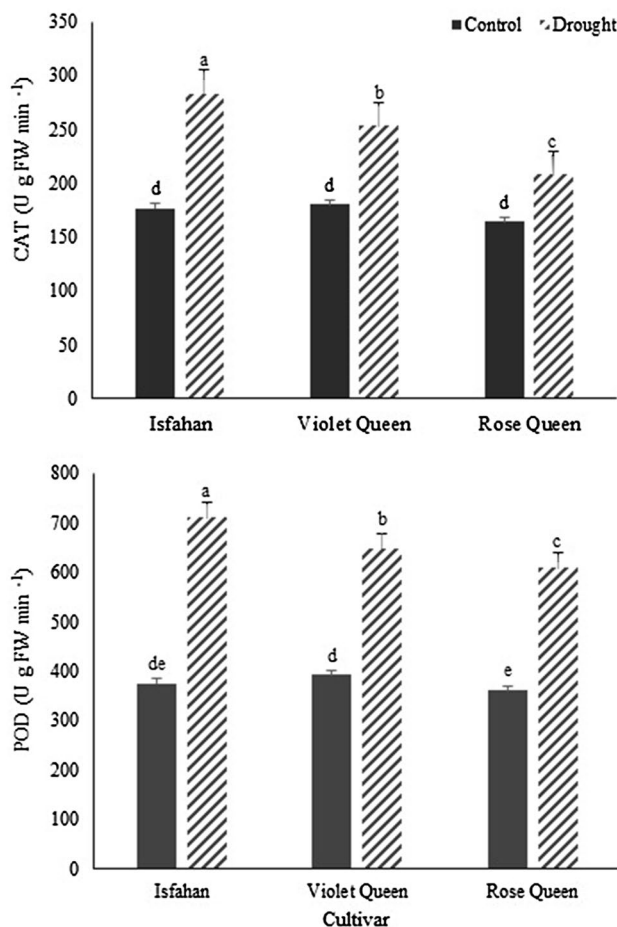 Control Drought
CAT (U g FW min ⁻¹)
350
300
250
200
150
100
50
0
a
b
c
d
d
d
Isfahan Violet Queen Rose Queen
POD (U g FW min ⁻¹)
800
700
600
500
400
300
200
100
0
a
b
c
de
d
e
Isfahan Violet Queen Rose Queen
Cultivar